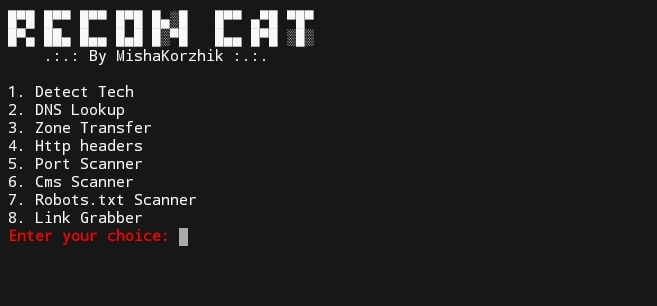 RECON CAT
.:.: By MishaKorzhik :.:.
1. Detect Tech
2. DNS Lookup
3. Zone Transfer
4. Http headers
5. Port Scanner
6. Cms Scanner
7. Robots.txt Scanner
8. Link Grabber
Enter your choice: